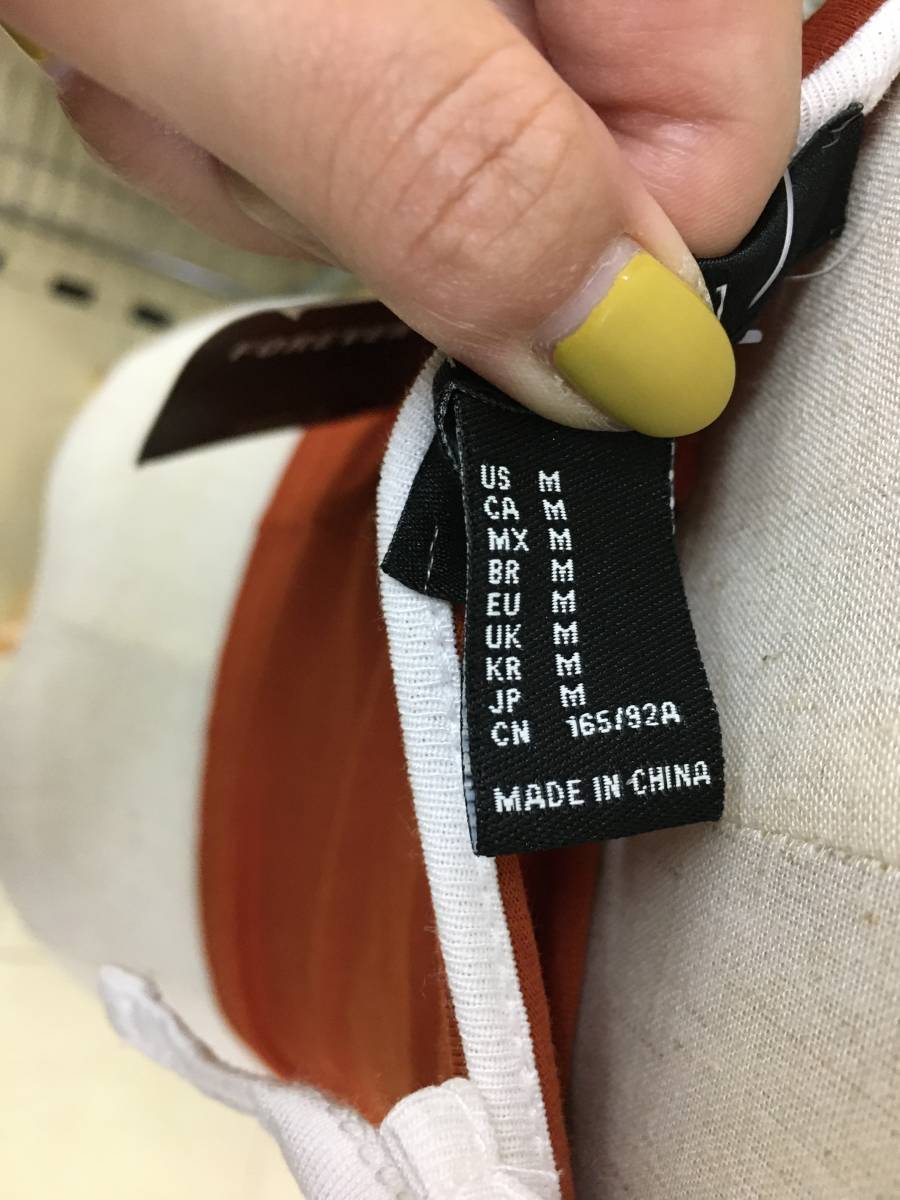 US M
CA M
MX M
BR M
EU M
UK M
KR M
JP M
CN 165/92A
MADE IN CHINA